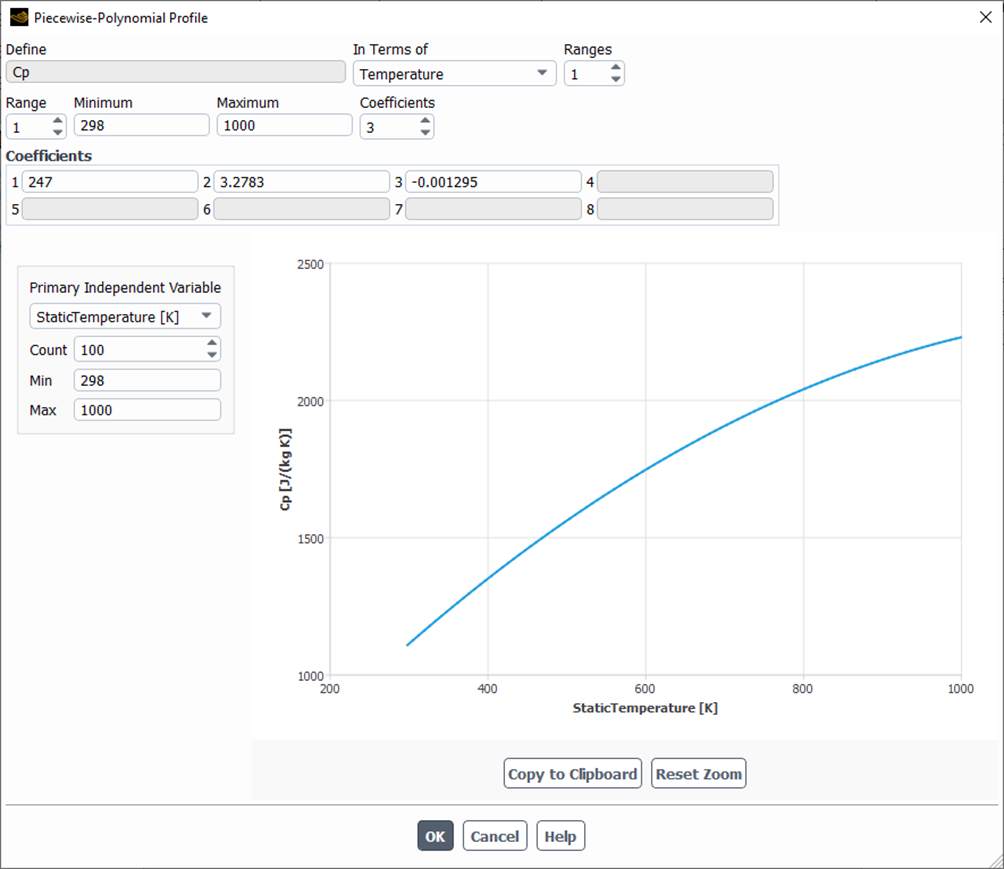 Piecewise-Polynomial Profile
Define In Terms of Ranges
Cp Temperature 1
Range Minimum Maximum Coefficients
1 298 1000 3
Coefficients
1 247 2 3.2783 3 -0.001295 4
5 6 7 8
Primary Independent Variable
StaticTemperature [K]
Count 100
Min 298
Max 1000
2500
2000
1500
1000
Cp [J/(kg K)]
200 400 600 800 1000
StaticTemperature [K]
Copy to Clipboard Reset Zoom
OK Cancel Help